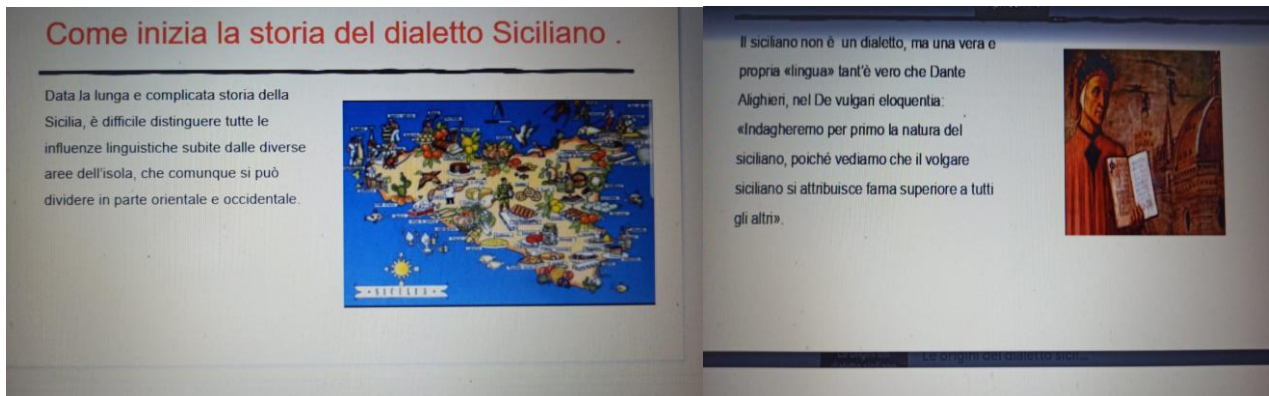 Come inizia la storia del dialetto Siciliano .
Data la lunga e complicata storia della
Sicilia, è difficile distinguere tutte le
influenze linguistiche subite dalle diverse
aree dell'isola, che comunque si può
dividere in parte orientale e occidentale.
SICILIA
Il siciliano non è un dialetto, ma una vera e
propria «lingua» tant'è vero che Dante
Alighieri, nel De vulgari eloquentia:
«Indagheremo per primo la natura del
siciliano, poiché vediamo che il volgare
siciliano si attribuisce fama superiore a tutti
gli altri».
Le origini del dialetto sicil...